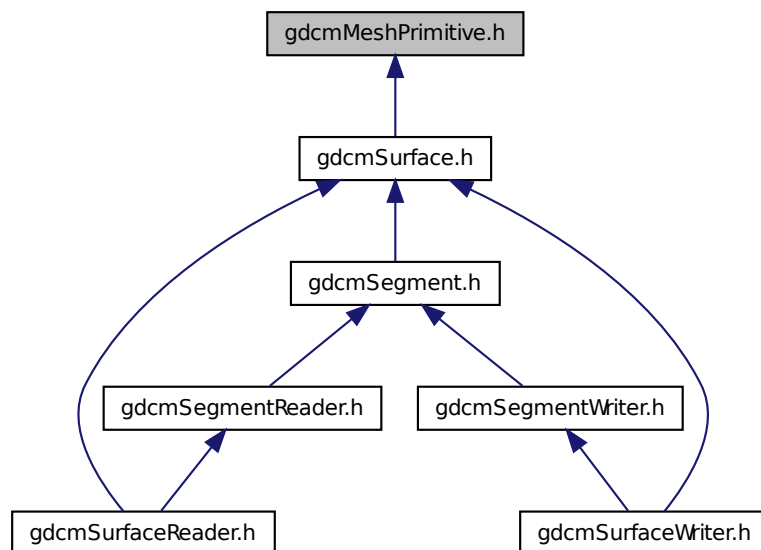 gdcmMeshPrimitive.h
gdcmSurface.h
gdcmSegment.h
gdcmSegmentReader.h
gdcmSegmentWriter.h
gdcmSurfaceReader.h
gdcmSurfaceWriter.h